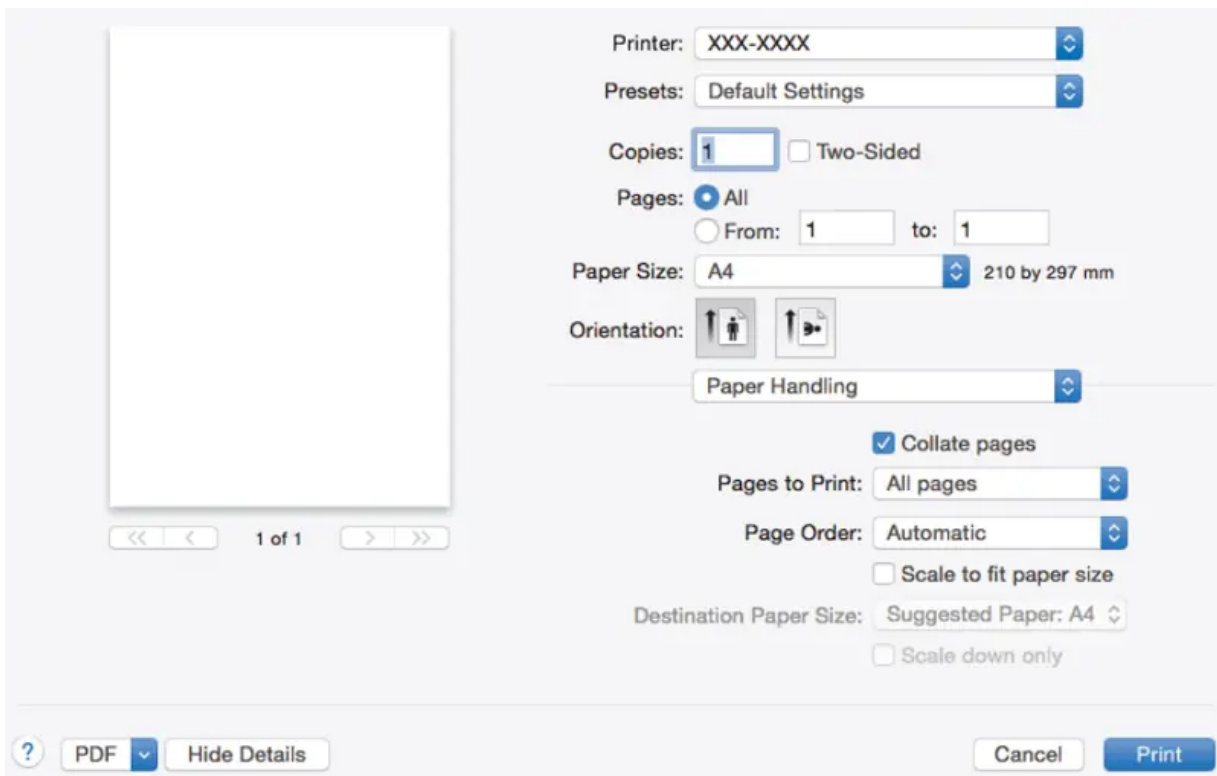 Printer: XXX-XXXX
Presets: Default Settings
Copies: 1 Two-Sided
Pages: All
From: 1 to: 1
Paper Size: A4 210 by 297 mm
Orientation:
Paper Handling
Collate pages
Pages to Print: All pages
1 of 1
Page Order: Automatic
Scale to fit paper size
Destination Paper Size: Suggested Paper: A4
Scale down only
? PDF Hide Details Cancel Print